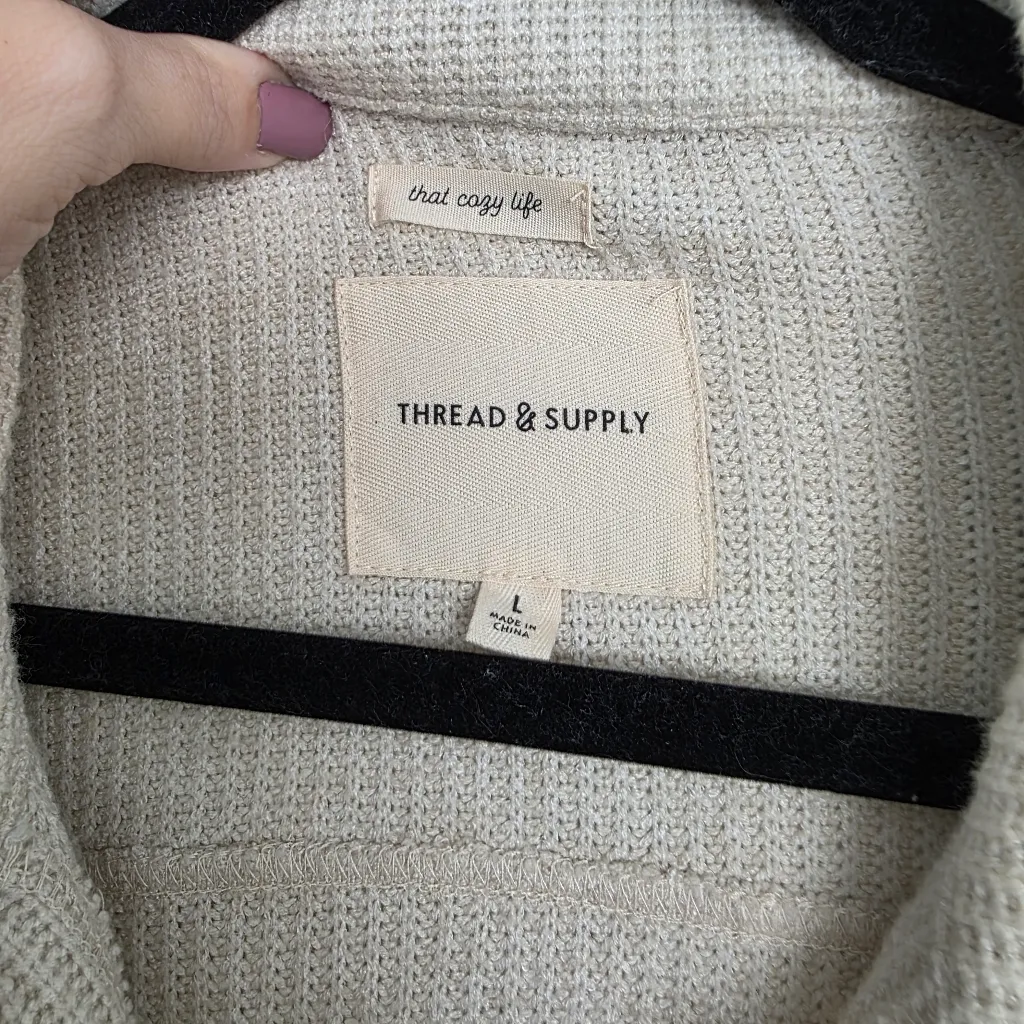 that cozy life
THREAD & SUPPLY
L
MADE IN
CHINA